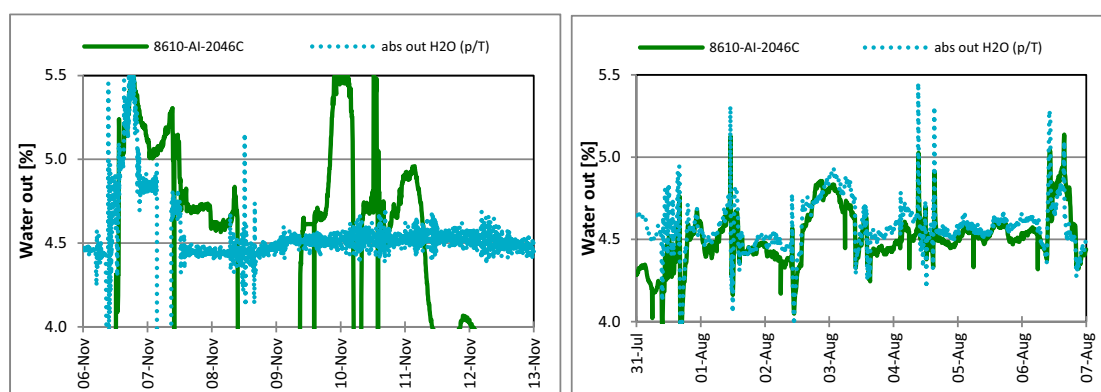 8610-AI-2046C abs out H2O (p/T)
Water out [%]
5.5
5.0
4.5
4.0
06-Nov 07-Nov 08-Nov 09-Nov 10-Nov 11-Nov 12-Nov 13-Nov
8610-AI-2046C abs out H2O (p/T)
Water out [%]
5.5
5.0
4.5
4.0
31-Jul 01-Aug 02-Aug 03-Aug 04-Aug 05-Aug 06-Aug 07-Aug